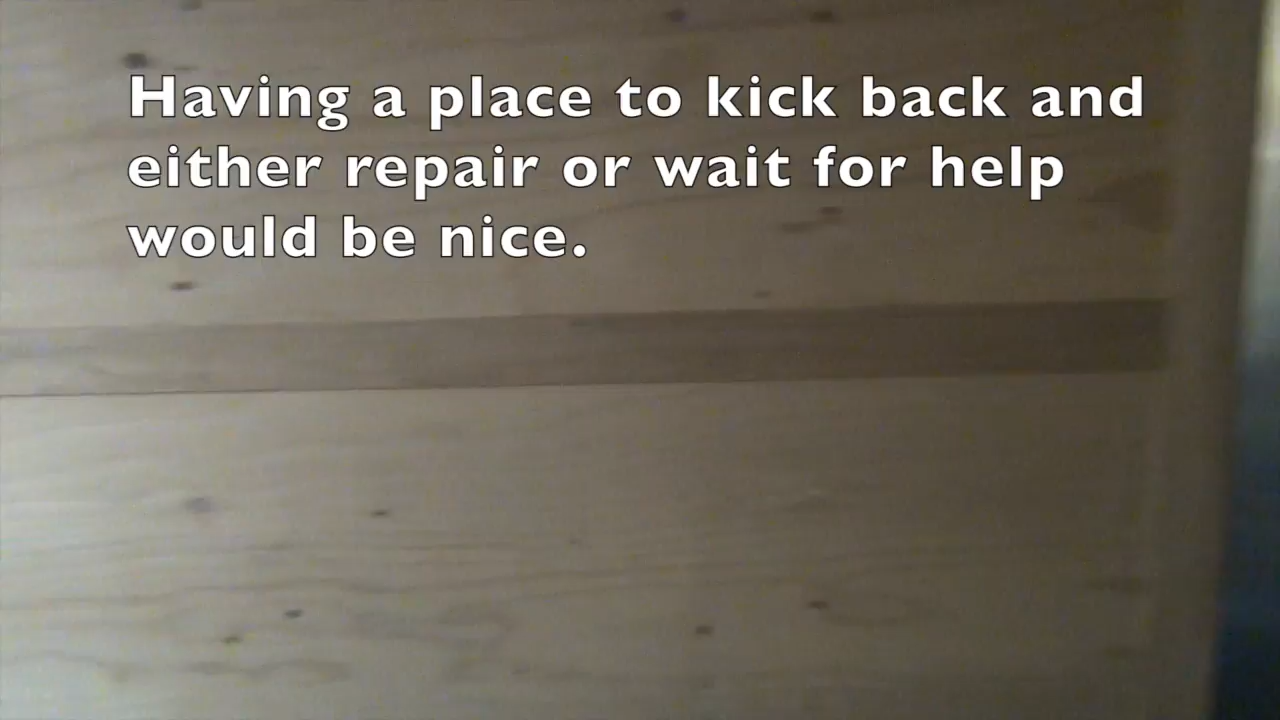 Having a place to kick back and
either repair or wait for help
would be nice.